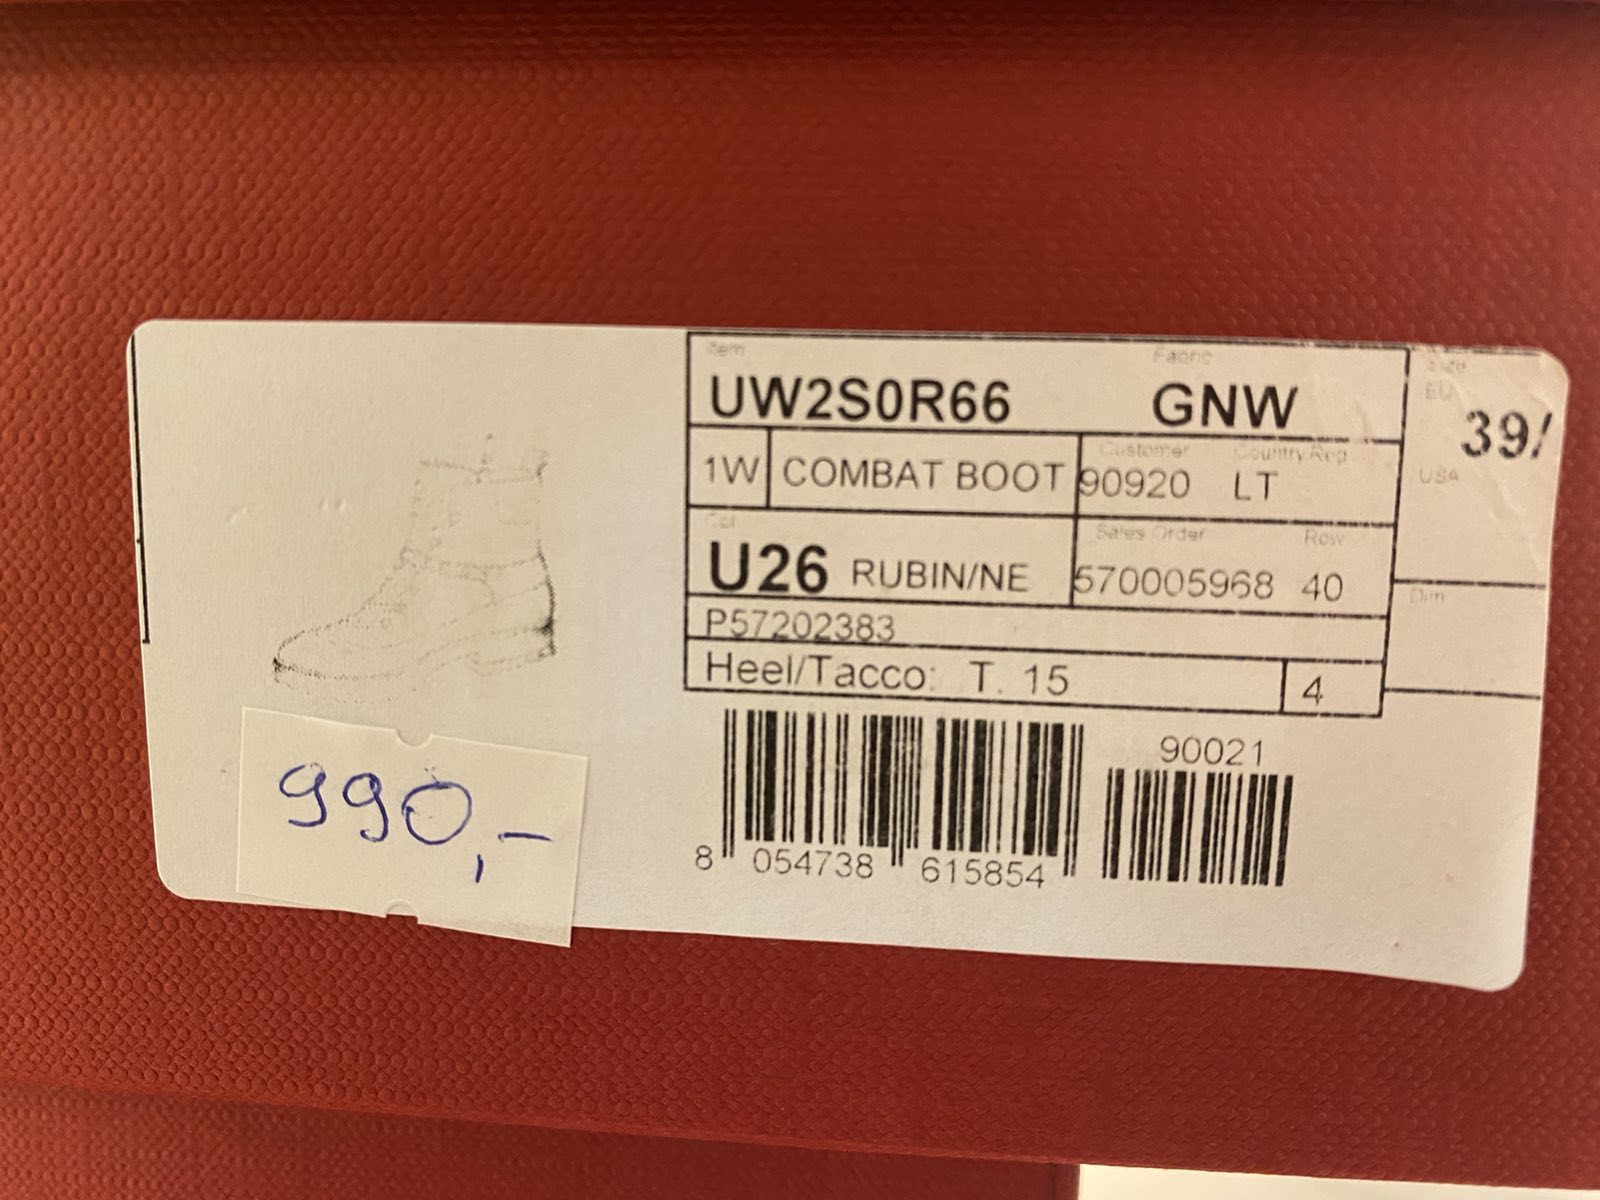 Item Fabric
UW2S0R66 GNW
Size
EU
39/
USA
1W COMBAT BOOT
Customer Country Reg
90920 LT
Col
U26 RUBIN/NE
Sales Order Row
570005968 40
Dim
P57202383
Heel/Tacco: T. 15 4
990,-
90021
8 054738 615854